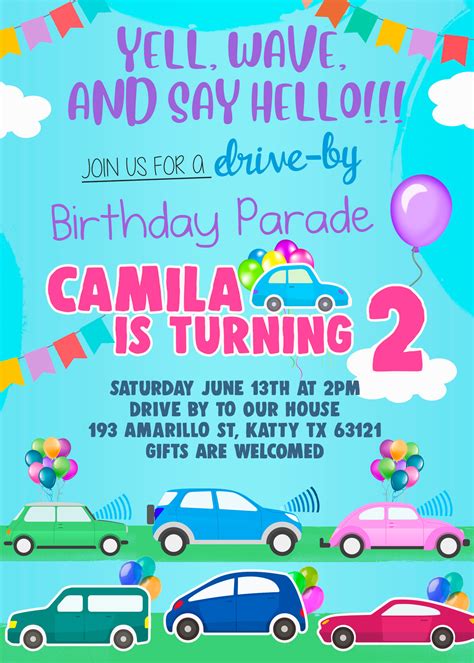 YELL, WAVE,
AND SAY HELLO!!!
JOIN US FOR A drive-by
Birthday Parade
CAMILA
IS TURNING 2
SATURDAY JUNE 13TH AT 2PM
DRIVE BY TO OUR HOUSE
193 AMARILLO ST, KATTY TX 63121
GIFTS ARE WELCOMED